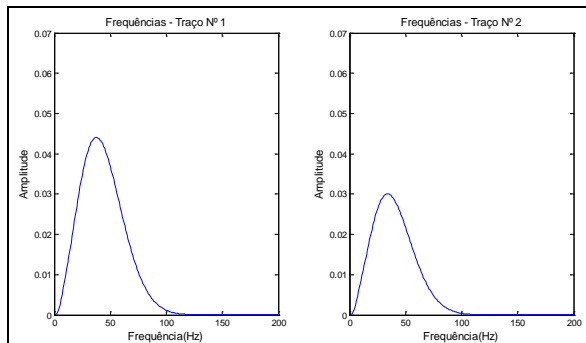 Frequências - Traço Nº 1
0.07
0.06
0.05
0.04
0.03
0.02
0.01
0
Amplitude
0 50 100 150 200
Frequência(Hz)
Frequências - Traço Nº 2
0.07
0.06
0.05
0.04
0.03
0.02
0.01
0
Amplitude
0 50 100 150 200
Frequência(Hz)